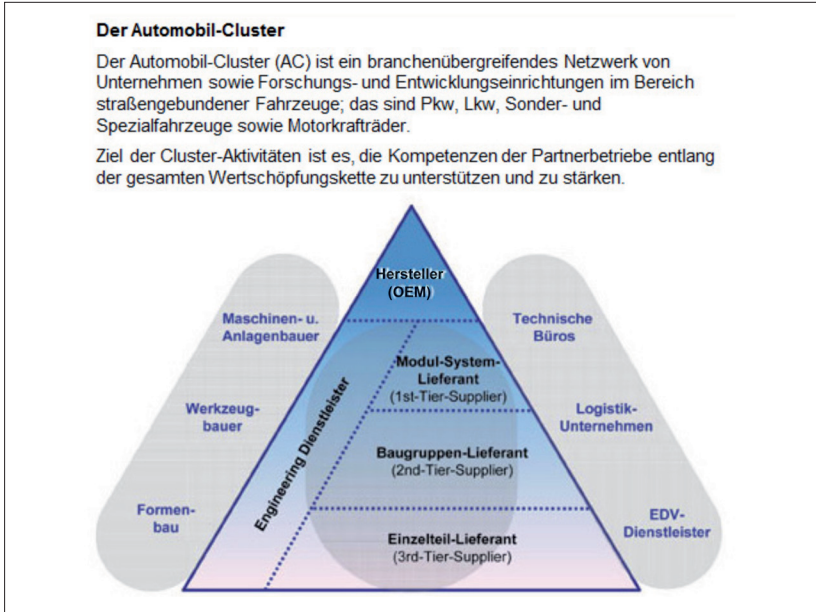 Der Automobil-Cluster
Der Automobil-Cluster (AC) ist ein branchenübergreifendes Netzwerk von
Unternehmen sowie Forschungs- und Entwicklungseinrichtungen im Bereich
straßengebundener Fahrzeuge; das sind Pkw, Lkw, Sonder- und
Spezialfahrzeuge sowie Motorkrafträder.
Ziel der Cluster-Aktivitäten ist es, die Kompetenzen der Partnerbetriebe entlang
der gesamten Wertschöpfungskette zu unterstützen und zu stärken.
Hersteller
(OEM)
Maschinen- u.
Anlagenbauer
Werkzeug-
bauer
Formen-
bau
Engineering Dienstleister
Modul-System-
Lieferant
(1st-Tier-Supplier)
Baugruppen-Lieferant
(2nd-Tier-Supplier)
Einzelteil-Lieferant
(3rd-Tier-Supplier)
Technische
Büros
Logistik-
Unternehmen
EDV-
Dienstleister